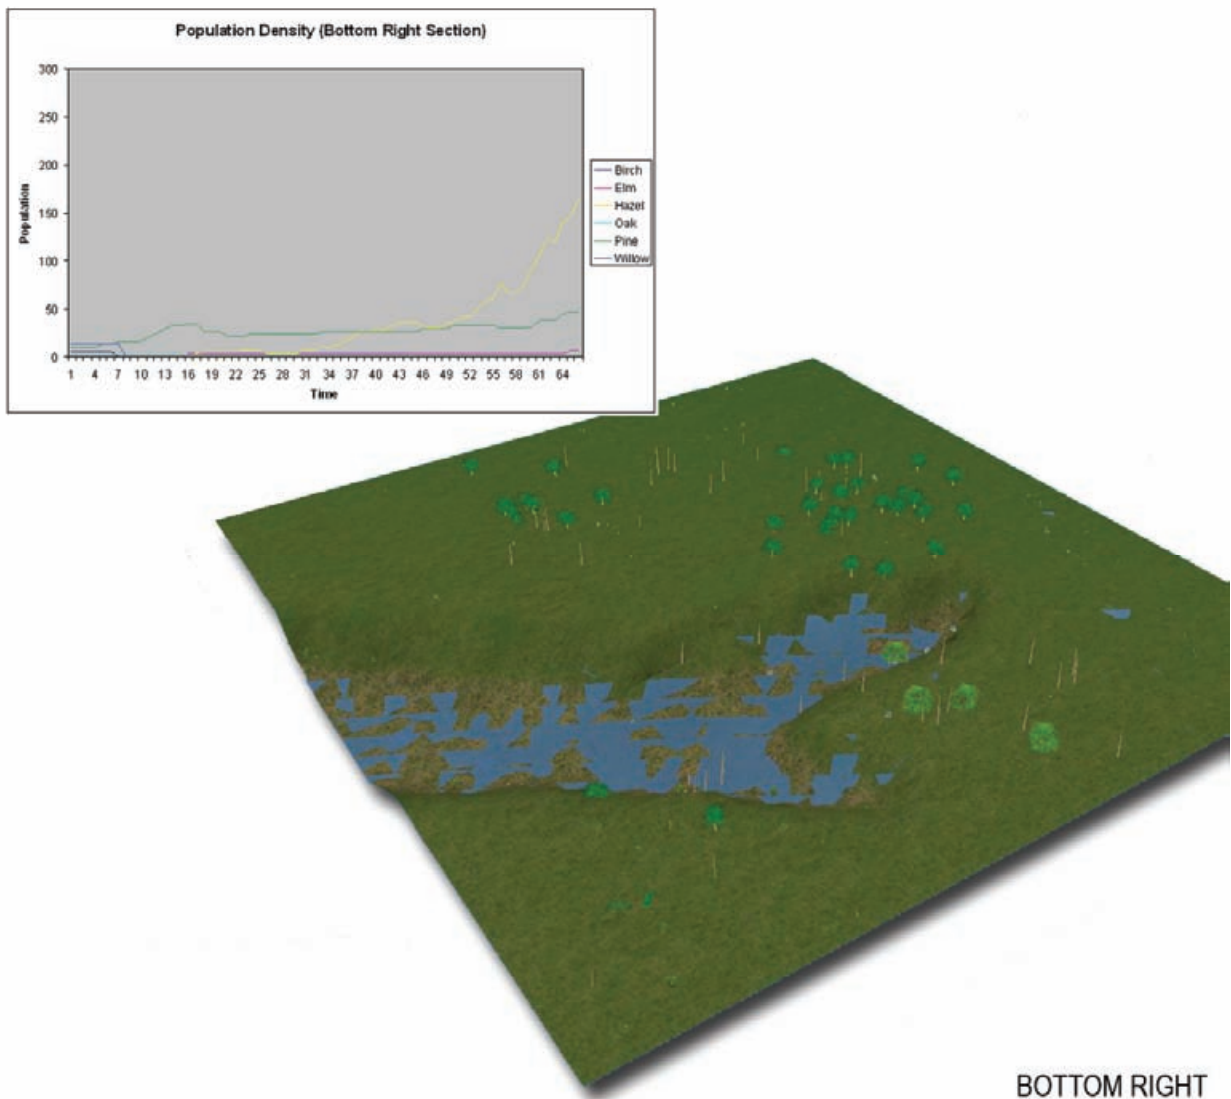 Population Density (Bottom Right Section)
300
250
200
150
100
50
0
Population
1 4 7 10 13 16 19 22 25 28 31 34 37 40 43 46 49 52 55 58 61 64
Time
Birch
Elm
Hazel
Oak
Pine
Willow
BOTTOM RIGHT